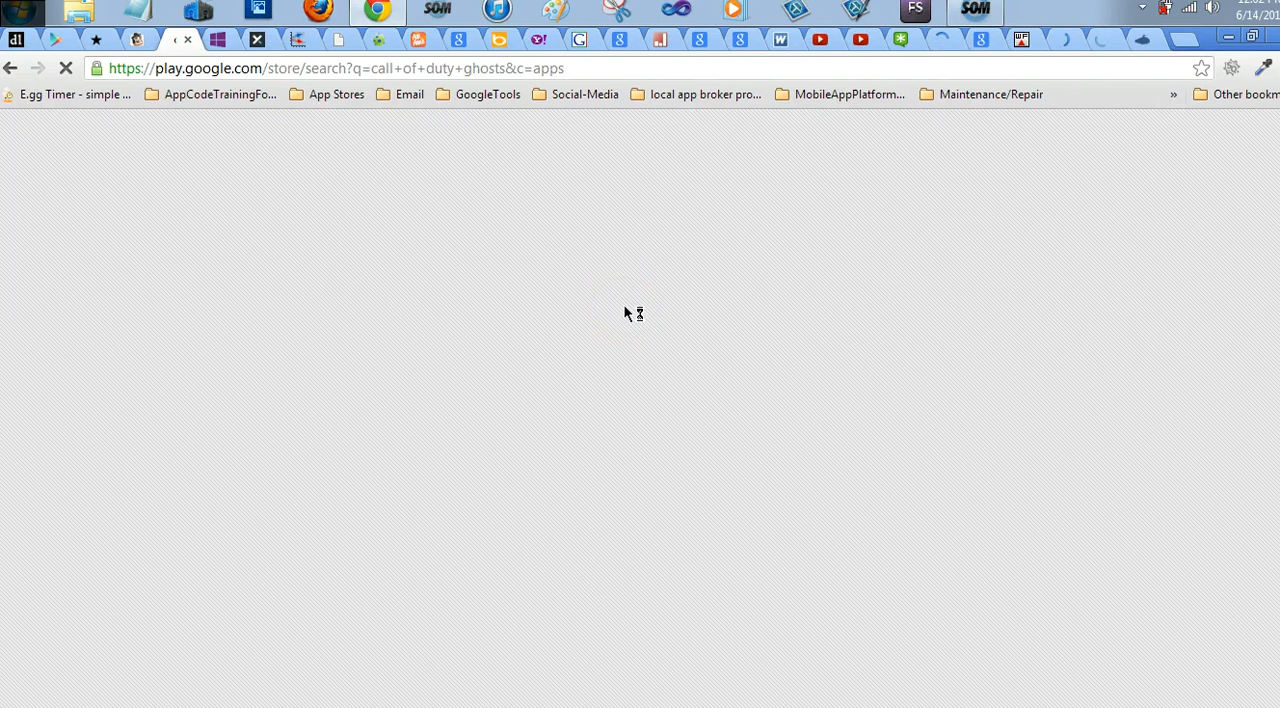 SOM
FS
SOM
6/14/201
dl
https://play.google.com/store/search?q=call+of+duty+ghosts&c=apps
E.gg Timer - simple ...
AppCodeTrainingFo...
App Stores
Email
GoogleTools
Social-Media
local app broker pro...
MobileAppPlatform...
Maintenance/Repair
»
Other bookm